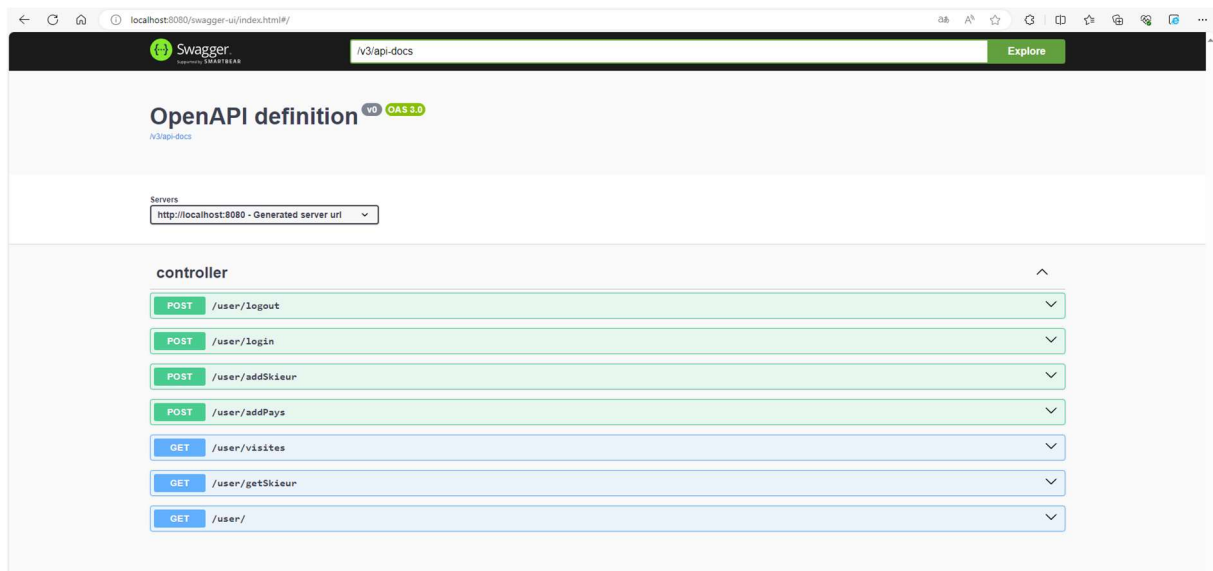 localhost:8080/swagger-ui/index.html#/
Swagger.
Supported by SMARTBEAR
/v3/api-docs
Explore
OpenAPI definition v0 OAS 3.0
/v3/api-docs
Servers
http://localhost:8080 - Generated server url
controller
POST /user/logout
POST /user/login
POST /user/addSkieur
POST /user/addPays
GET /user/visites
GET /user/getSkieur
GET /user/